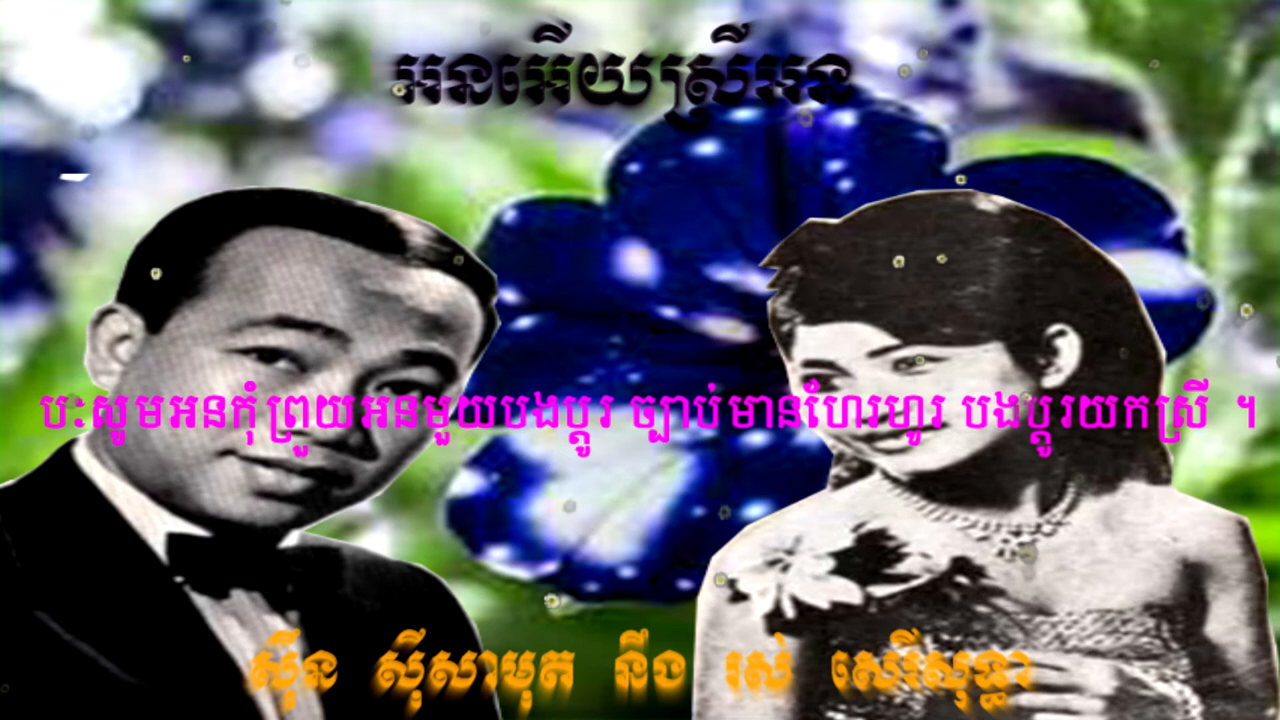 អនអើយស្រីអន
បៈសូមអនកុំព្រួយអនមួយបងប្ដូរ ច្បាប់មានហែរហូរ បងប្ដូរយកស្រី ។
ស៊ីន ស៊ីសាមុត នឹង រស់ សេរីសុទ្ធា